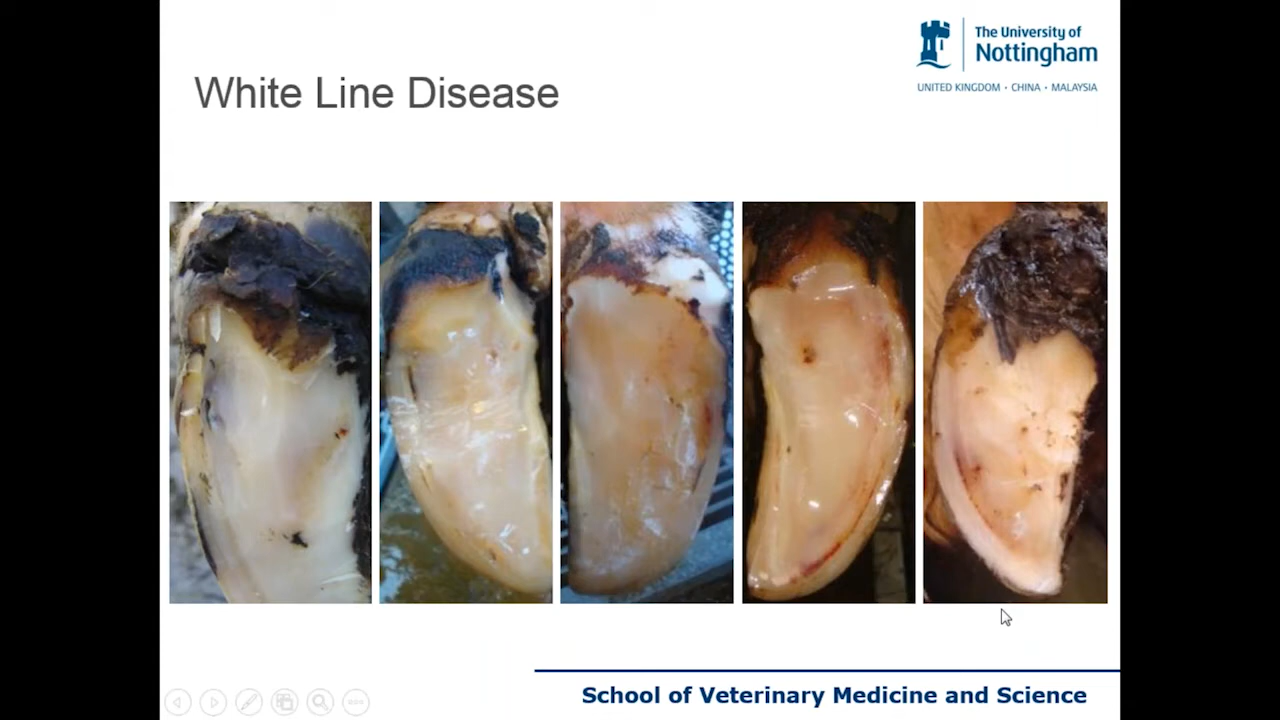 The University of
Nottingham
UNITED KINGDOM · CHINA · MALAYSIA
White Line Disease
School of Veterinary Medicine and Science